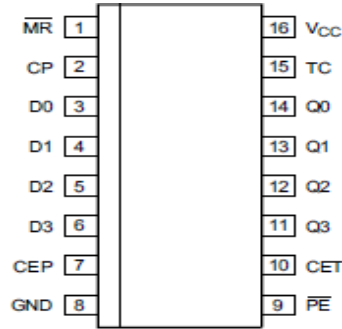 MR 1 16 VCC
CP 2 15 TC
D0 3 14 Q0
D1 4 13 Q1
D2 5 12 Q2
D3 6 11 Q3
CEP 7 10 CET
GND 8 9 PE